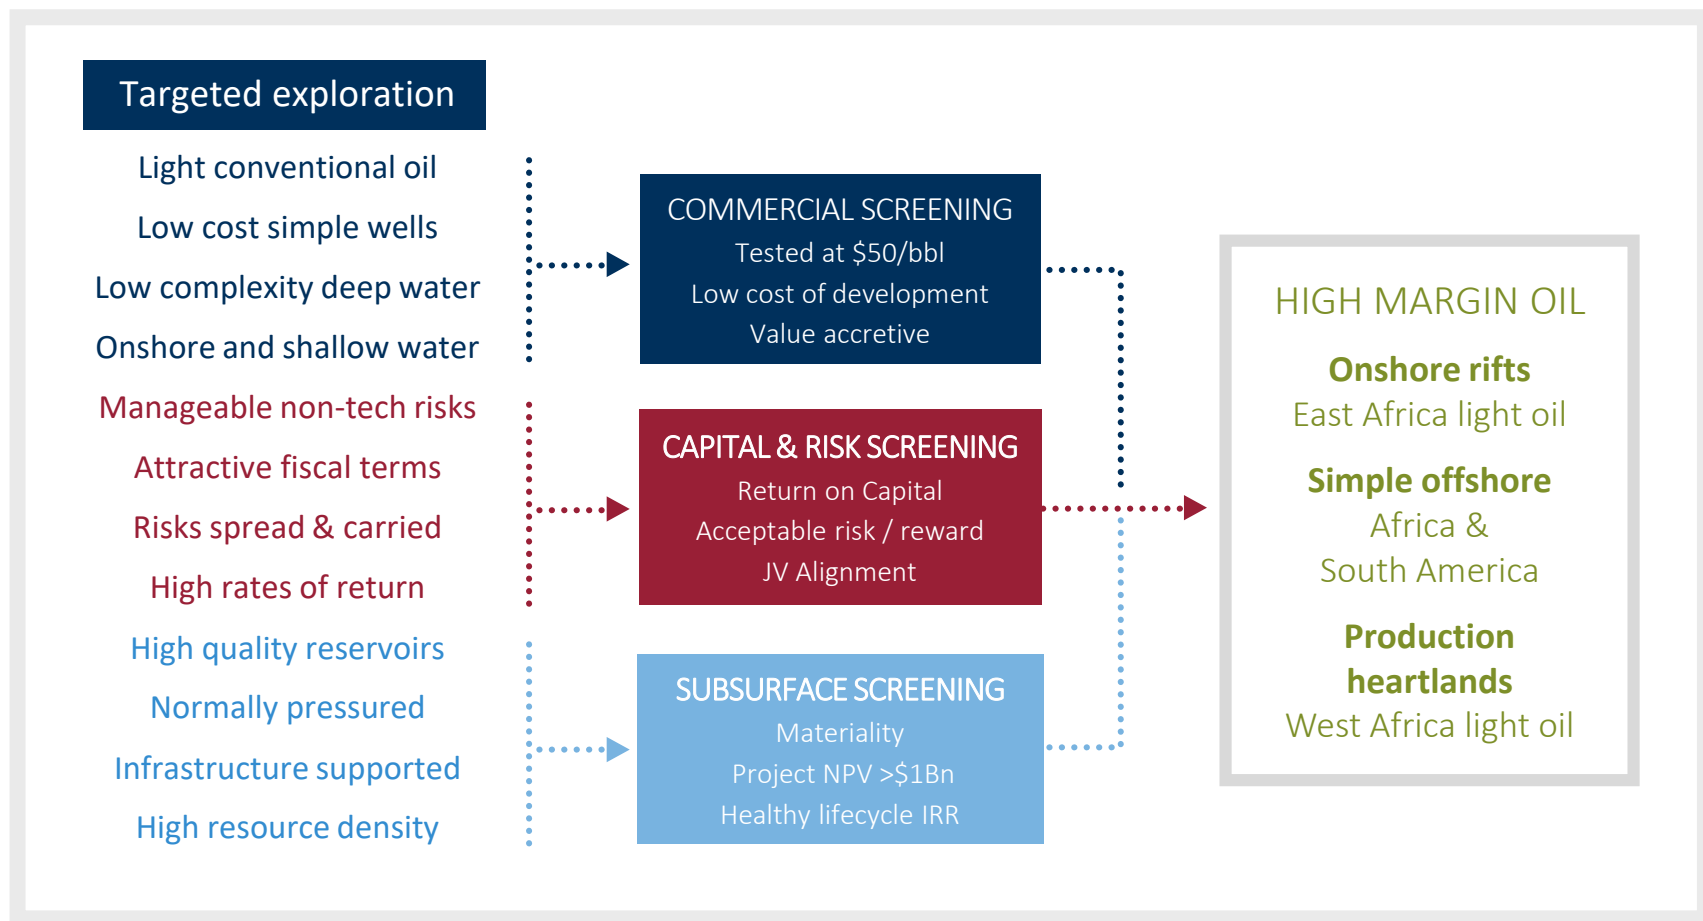 Targeted exploration
Light conventional oil
Low cost simple wells
Low complexity deep water
Onshore and shallow water
Manageable non-tech risks
Attractive fiscal terms
Risks spread & carried
High rates of return
High quality reservoirs
Normally pressured
Infrastructure supported
High resource density
COMMERCIAL SCREENING
Tested at $50/bbl
Low cost of development
Value accretive
CAPITAL & RISK SCREENING
Return on Capital
Acceptable risk / reward
JV Alignment
SUBSURFACE SCREENING
Materiality
Project NPV >$1Bn
Healthy lifecycle IRR
HIGH MARGIN OIL
Onshore rifts
East Africa light oil
Simple offshore
Africa &
South America
Production
heartlands
West Africa light oil